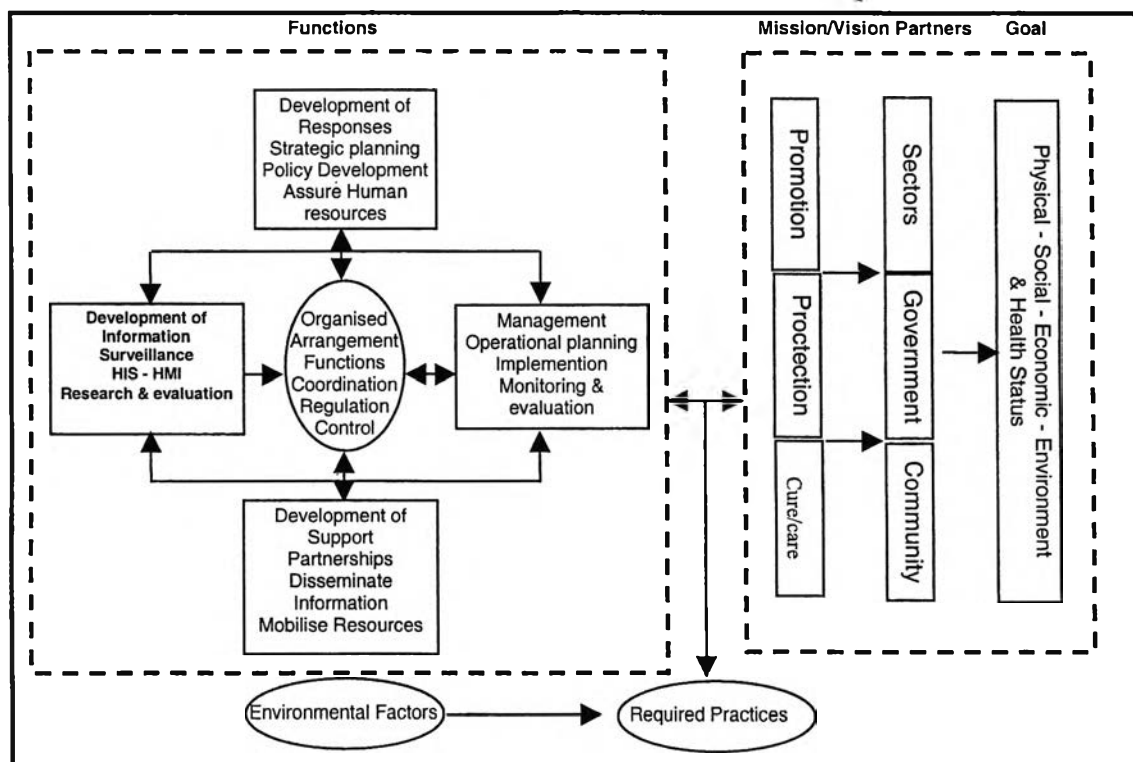 Functions
Mission/Vision Partners Goal
Development of
Responses
Strategic planning
Policy Development
Assure Human
resources
Development of
Information
Surveillance
HIS - HMI
Research & evaluation
Organised
Arrangement
Functions
Coordination
Regulation
Control
Management
Operational planning
Implemention
Monitoring &
evaluation
Development of
Support
Partnerships
Disseminate
Information
Mobilise Resources
Promotion
Proctection
Cure/care
Sectors
Government
Community
Physical - Social - Economic - Environment
& Health Status
Environmental Factors
Required Practices